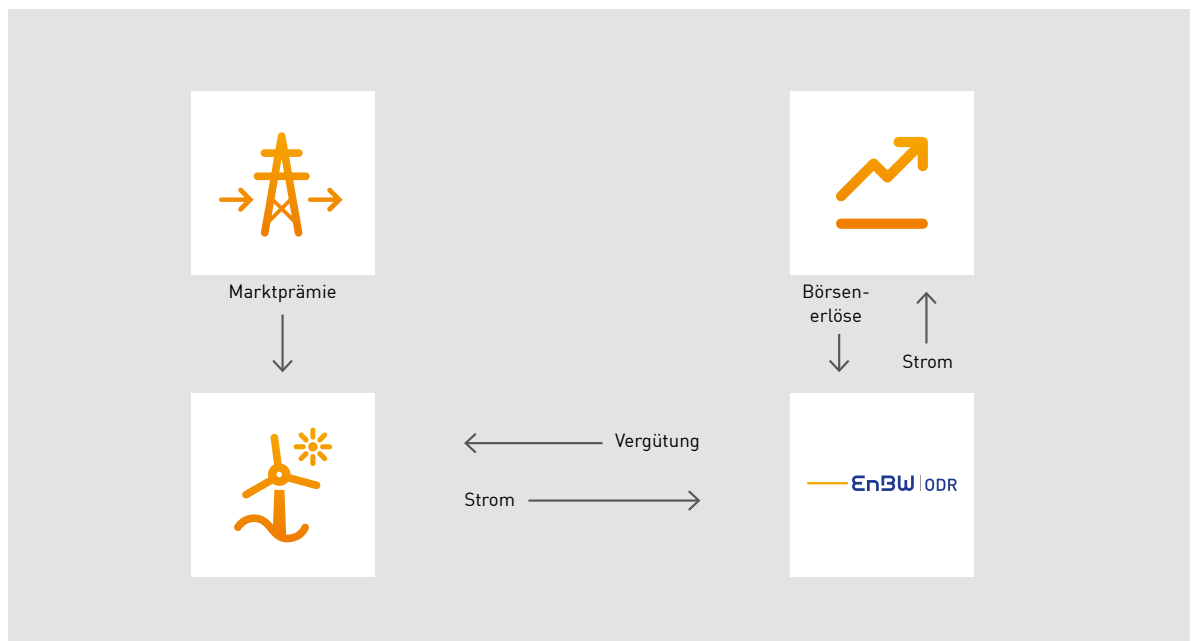 Marktprämie
Börsen-
erlöse
Strom
Vergütung
Strom
EnBW | ODR